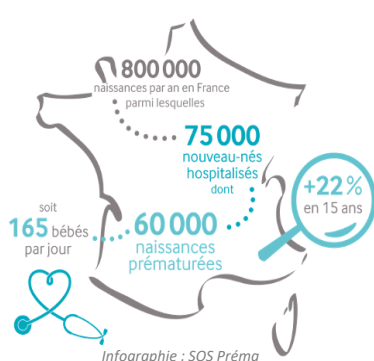 800 000
naissances par an en France
parmi lesquelles
75 000
nouveau-nés
hospitalisés
dont
+22 %
en 15 ans
60 000
naissances
prématurées
soit
165 bébés
par jour
Infographie : SOS Préma